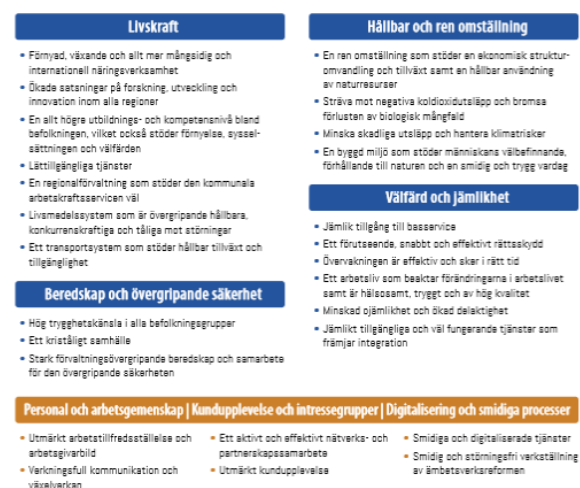 Livskraft
• Förnyad, växande och allt mer mångsidig och
internationell näringsverksamhet
• Ökade satsningar på forskning, utveckling och
innovation inom alla regioner
• En allt högre utbildnings- och kompetensnivå bland
befolkningen, vilket också stöder förnyelse, syssel-
sättningen och välfärden
• Lättillgängliga tjänster
• En regionalförvaltning som stöder den kommunala
arbetskraftsservicen väl
• Livsmedelssystem som är övergripande hållbara,
konkurrenskraftiga och tåliga mot störningar
• Ett transportsystem som stöder hållbar tillväxt och
tillgänglighet
Beredskap och övergripande säkerhet
• Hög trygghetskänsla i alla befolkningsgrupper
• Ett kriståligt samhälle
• Stark förvaltningsövergripande beredskap och samarbete
för den övergripande säkerheten
Hållbar och ren omställning
• En ren omställning som stöder en ekonomisk struktur-
omvandling och tillväxt samt en hållbar användning
av naturresurser
• Sträva mot negativa koldioxidutsläpp och bromsa
förlusten av biologisk mångfald
• Minska skadliga utsläpp och hantera klimatrisker
• En byggd miljö som stöder människans välbefinnande,
förhållande till naturen och en smidig och trygg vardag
Välfärd och jämlikhet
• Jämlik tillgång till basservice
• Ett förutseende, snabbt och effektivt rättsskydd
• Övervakningen är effektiv och sker i rätt tid
• Ett arbetsliv som beaktar förändringarna i arbetslivet
samt är hälsosamt, tryggt och av hög kvalitet
• Minskad ojämlikhet och ökad delaktighet
• Jämlikt tillgängliga och väl fungerande tjänster som
främjar integration
Personal och arbetsgemenskap | Kundupplevelse och intressegrupper | Digitalisering och smidiga processer
• Utmärkt arbetstillfredsställelse och
arbetsgivarbild
• Verkningsfull kommunikation och
växelverkan
• Ett aktivt och effektivt nätverks- och
partnerskapssamarbete
• Utmärkt kundupplevelse
• Smidiga och digitaliserade tjänster
• Smidig och störningsfri verkställning
av ämbetsverksreformen